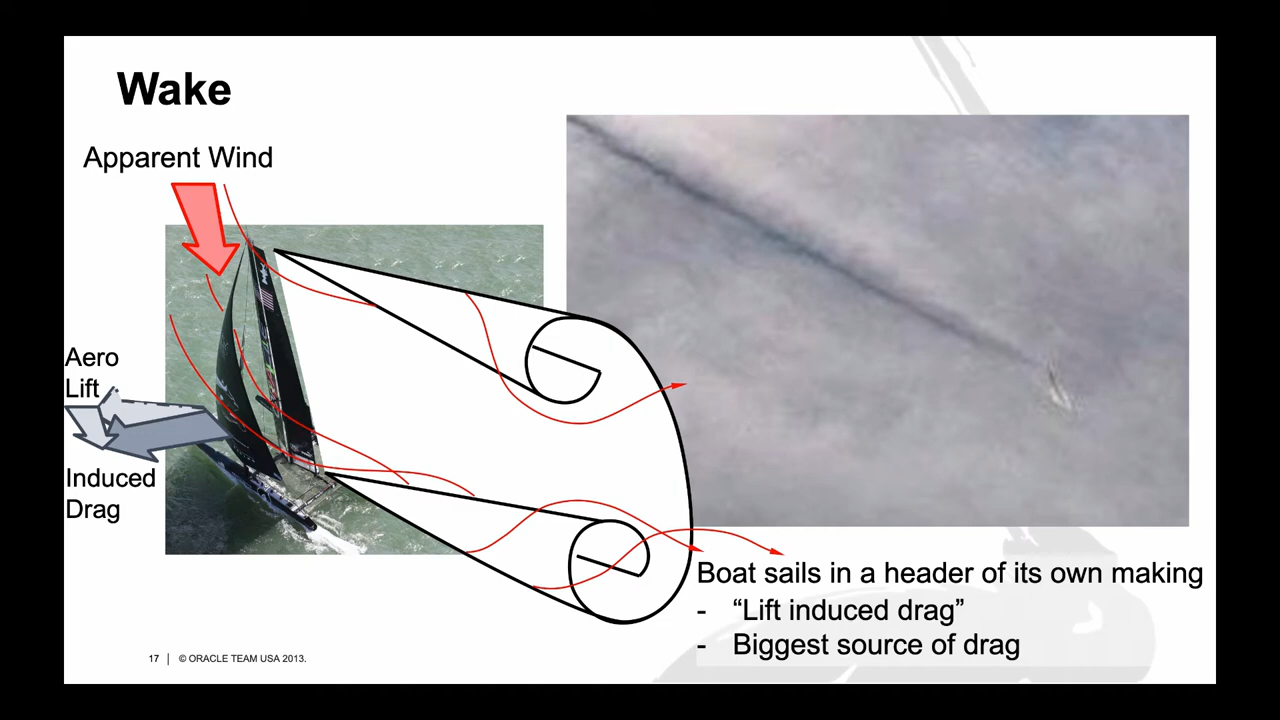 Wake
Apparent Wind
Aero
Lift
Induced
Drag
Boat sails in a header of its own making
- “Lift induced drag”
- Biggest source of drag
17 | © ORACLE TEAM USA 2013.